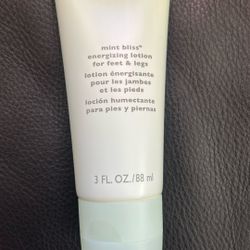 mint bliss®
energizing lotion
for feet & legs
lotion énergisante
pour les jambes
et les pieds
loción humectante
para pies y piernas
3 FL. OZ./88 ml